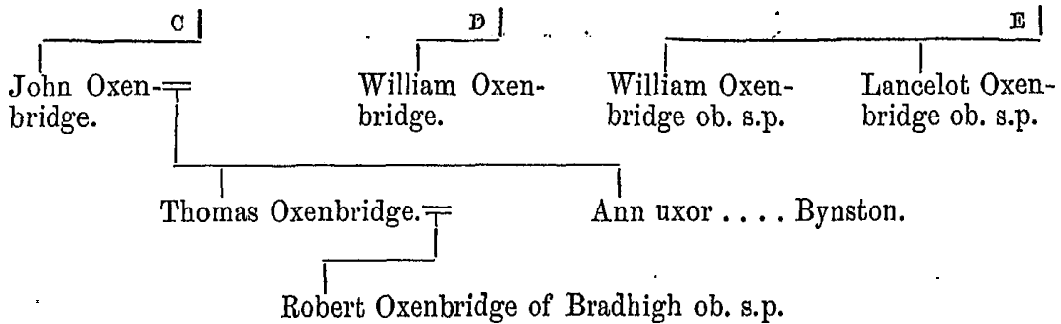 C D E
John Oxen- William Oxen- William Oxen- Lancelot Oxen-
bridge. bridge. bridge ob. s.p. bridge ob. s.p.
Thomas Oxenbridge. Ann uxor .... Bynston.
Robert Oxenbridge of Bradhigh ob. s.p.